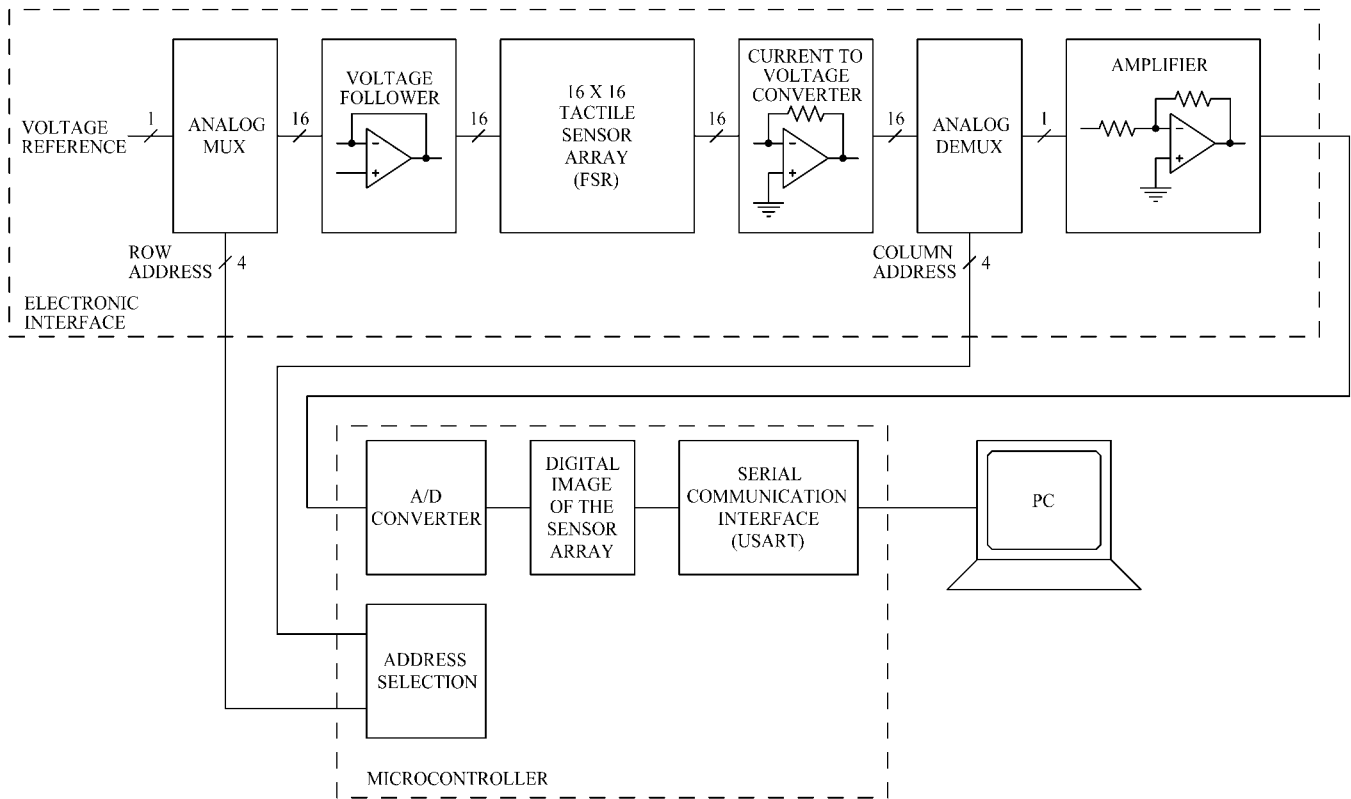 VOLTAGE
REFERENCE
1
ANALOG
MUX
16
VOLTAGE
FOLLOWER
-
+
16
16 X 16
TACTILE
SENSOR
ARRAY
(FSR)
16
CURRENT TO
VOLTAGE
CONVERTER
-
+
16
ANALOG
DEMUX
1
AMPLIFIER
-
+
ROW
ADDRESS
4
COLUMN
ADDRESS
4
ELECTRONIC
INTERFACE
A/D
CONVERTER
DIGITAL
IMAGE
OF THE
SENSOR
ARRAY
SERIAL
COMMUNICATION
INTERFACE
(USART)
PC
ADDRESS
SELECTION
MICROCONTROLLER